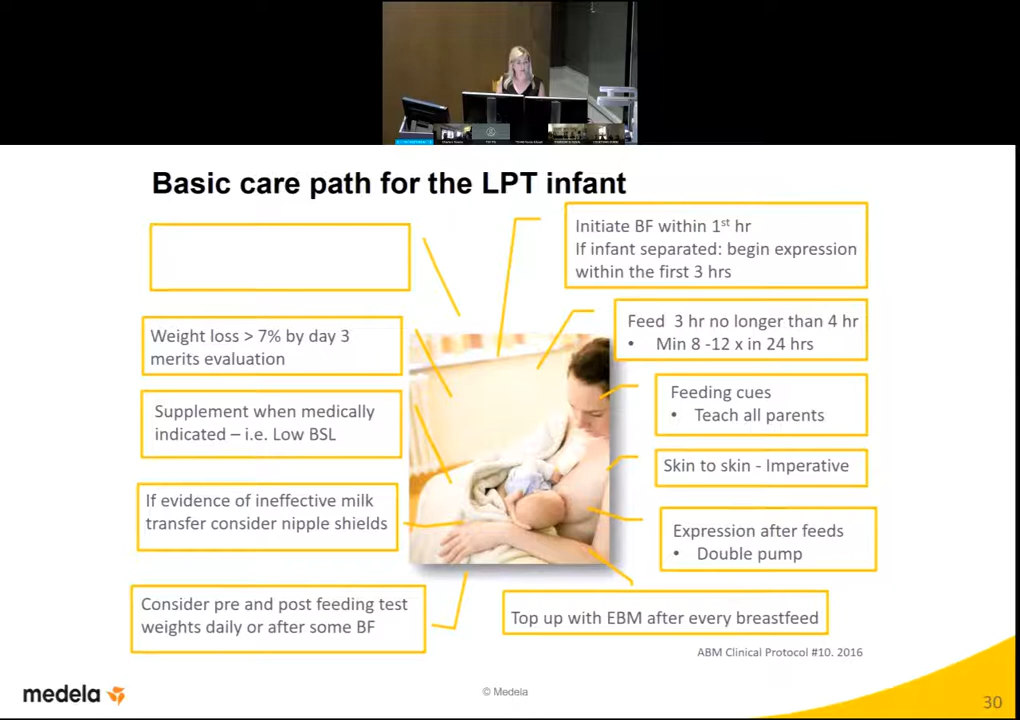 Basic care path for the LPT infant
Initiate BF within 1st hr
If infant separated: begin expression
within the first 3 hrs
Weight loss > 7% by day 3
merits evaluation
Feed 3 hr no longer than 4 hr
• Min 8 -12 x in 24 hrs
Supplement when medically
indicated – i.e. Low BSL
Feeding cues
• Teach all parents
Skin to skin - Imperative
If evidence of ineffective milk
transfer consider nipple shields
Expression after feeds
• Double pump
Consider pre and post feeding test
weights daily or after some BF
Top up with EBM after every breastfeed
ABM Clinical Protocol #10. 2016
medela
© Medela
30